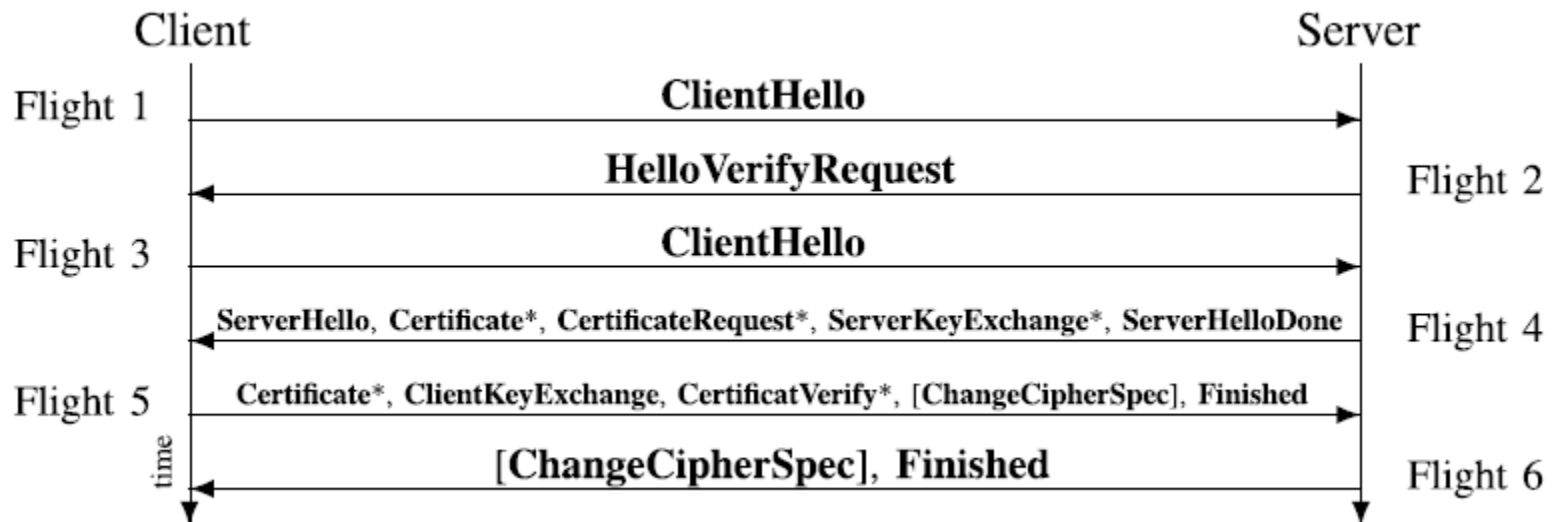 Client Server
Flight 1 ClientHello
HelloVerifyRequest Flight 2
Flight 3 ClientHello
ServerHello, Certificate*, CertificateRequest*, ServerKeyExchange*, ServerHelloDone Flight 4
Flight 5 Certificate*, ClientKeyExchange, CertificatVerify*, [ChangeCipherSpec], Finished
time [ChangeCipherSpec], Finished Flight 6